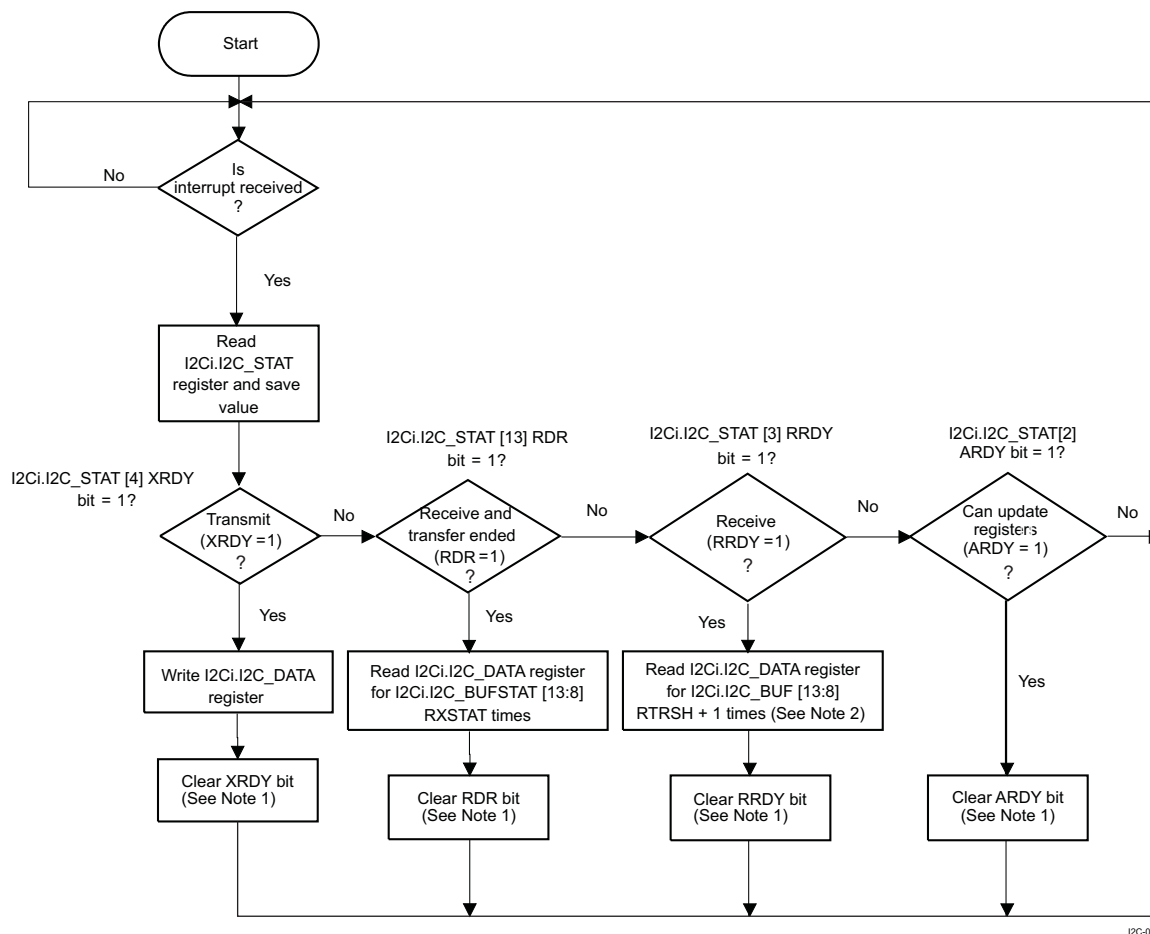 Start
Is
interrupt received
?
No
Yes
Read
I2Ci.I2C_STAT
register and save
value
I2Ci.I2C_STAT [4] XRDY
bit = 1?
Transmit
(XRDY =1)
?
No
Yes
Write I2Ci.I2C_DATA
register
Clear XRDY bit
(See Note 1)
I2Ci.I2C_STAT [13] RDR
bit = 1?
Receive and
transfer ended
(RDR =1)
?
No
Yes
Read I2Ci.I2C_DATA register
for I2Ci.I2C_BUFSTAT [13:8]
RXSTAT times
Clear RDR bit
(See Note 1)
I2Ci.I2C_STAT [3] RRDY
bit = 1?
Receive
(RRDY =1)
?
No
Yes
Read I2Ci.I2C_DATA register
for I2Ci.I2C_BUF [13:8]
RTRSH + 1 times (See Note 2)
Clear RRDY bit
(See Note 1)
I2Ci.I2C_STAT[2]
ARDY bit = 1?
Can update
registers
(ARDY = 1)
?
No
Yes
Clear ARDY bit
(See Note 1)